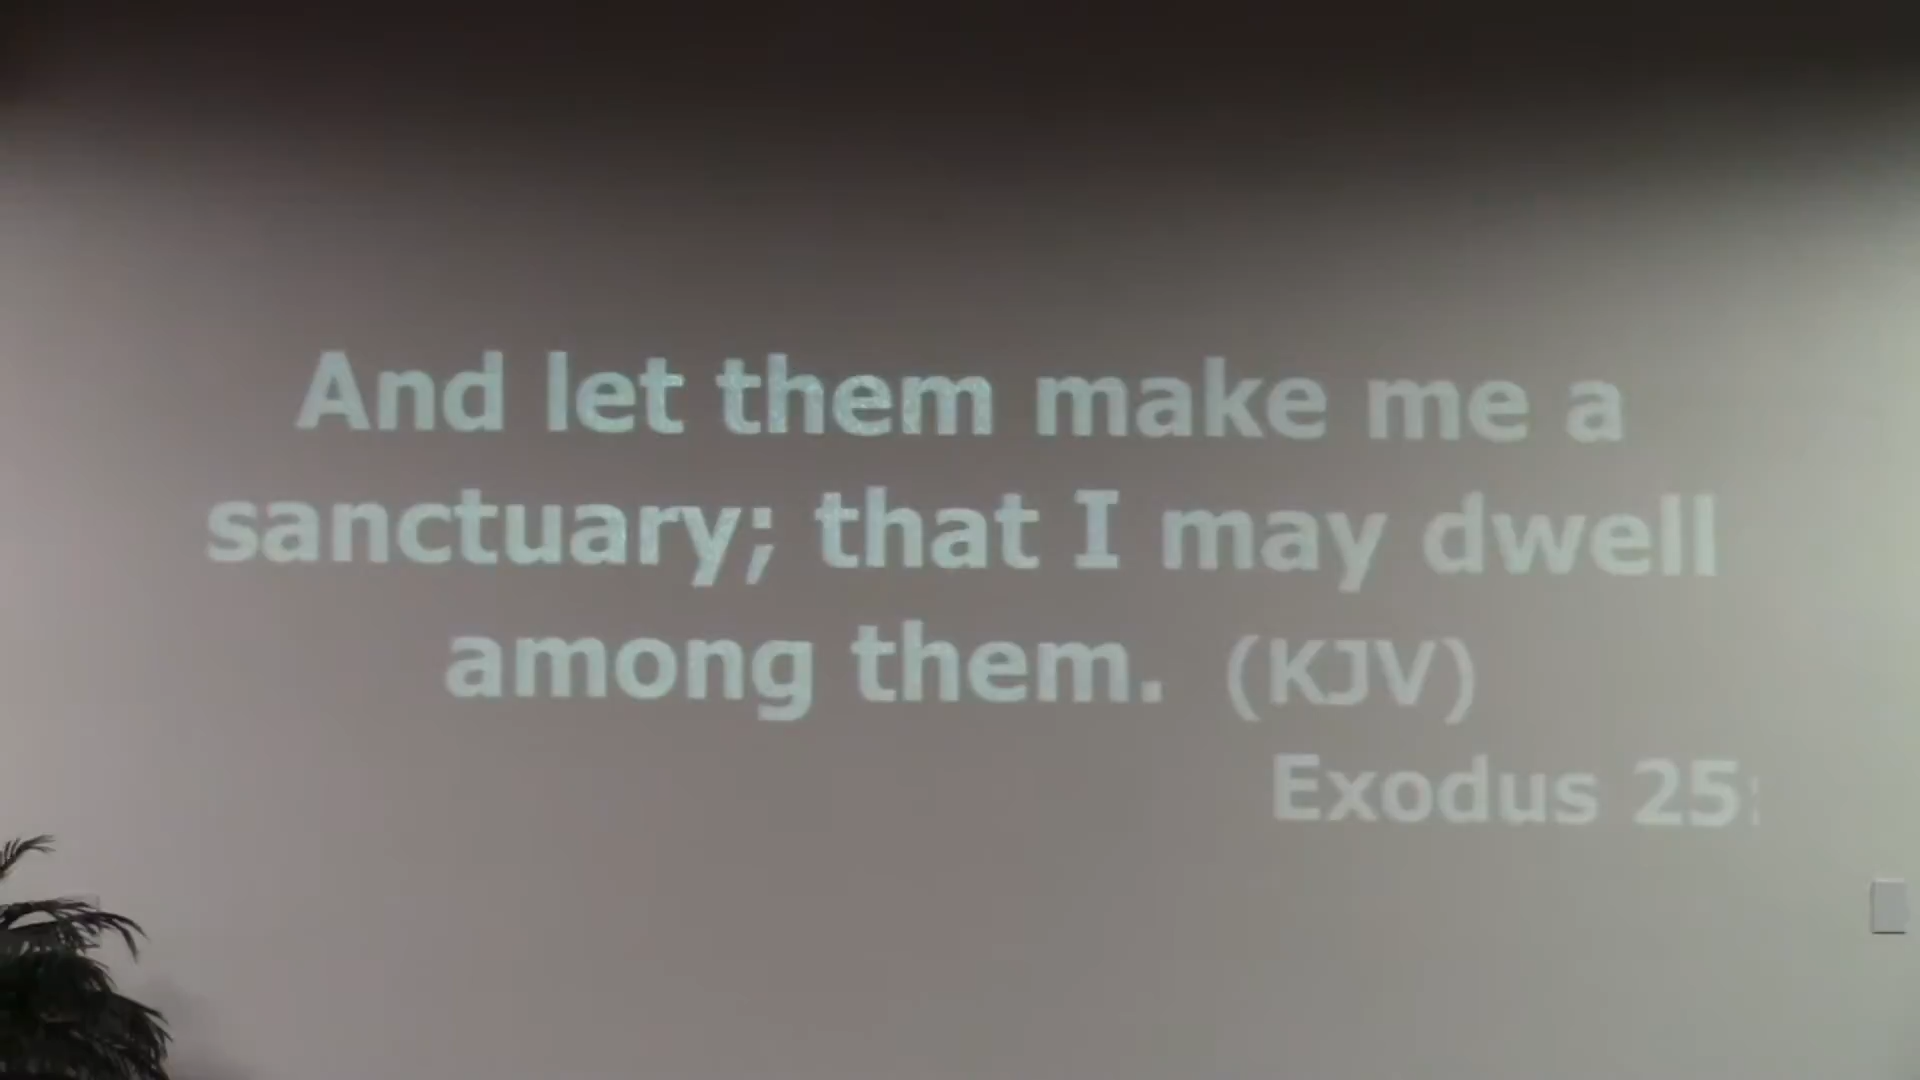 And let them make me a
sanctuary; that I may dwell
among them. (KJV)
Exodus 25: